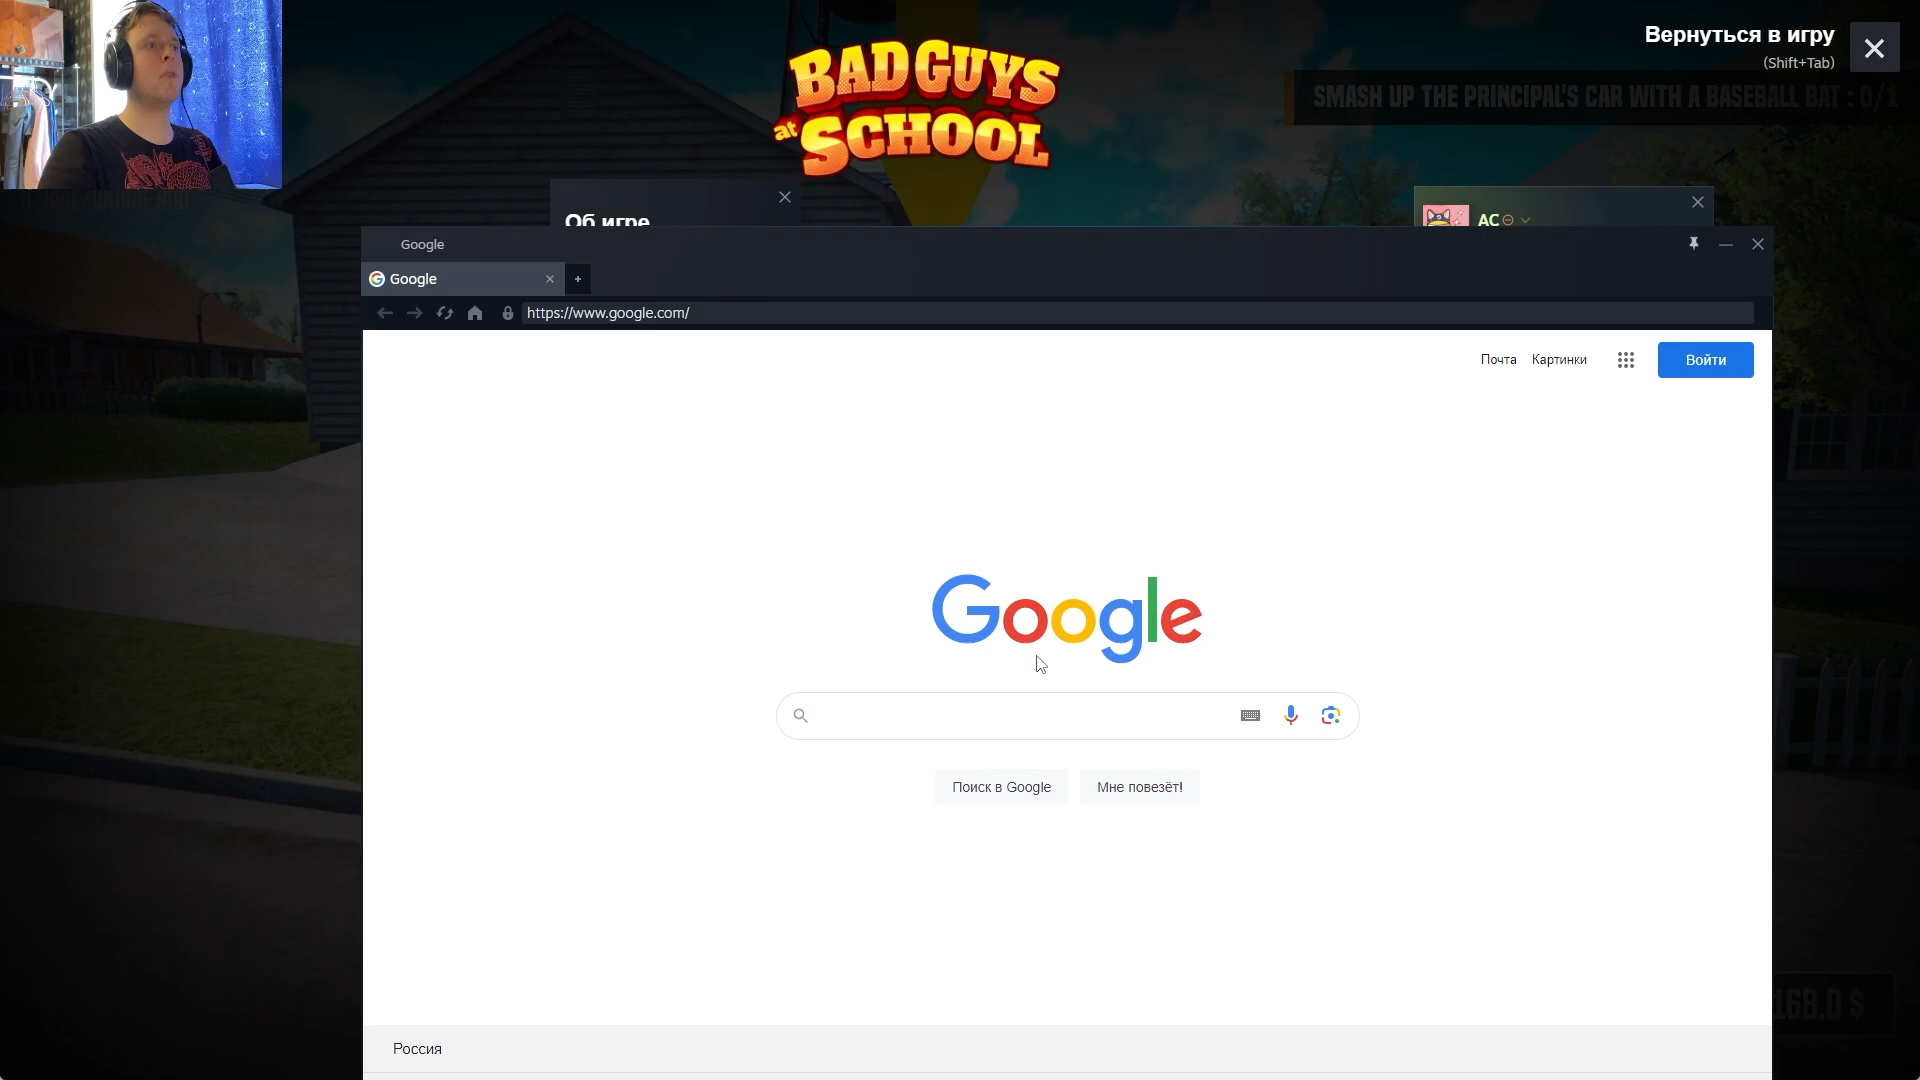 BAD GUYS
at SCHOOL
Вернуться в игру
(Shift+Tab)
SMASH UP THE PRINCIPAL'S CAR WITH A BASEBALL BAT : 0/1
Об игре
AC
Google
Google
https://www.google.com/
Почта Картинки Войти
Google
Поиск в Google Мне повезёт!
168.0 $
Россия